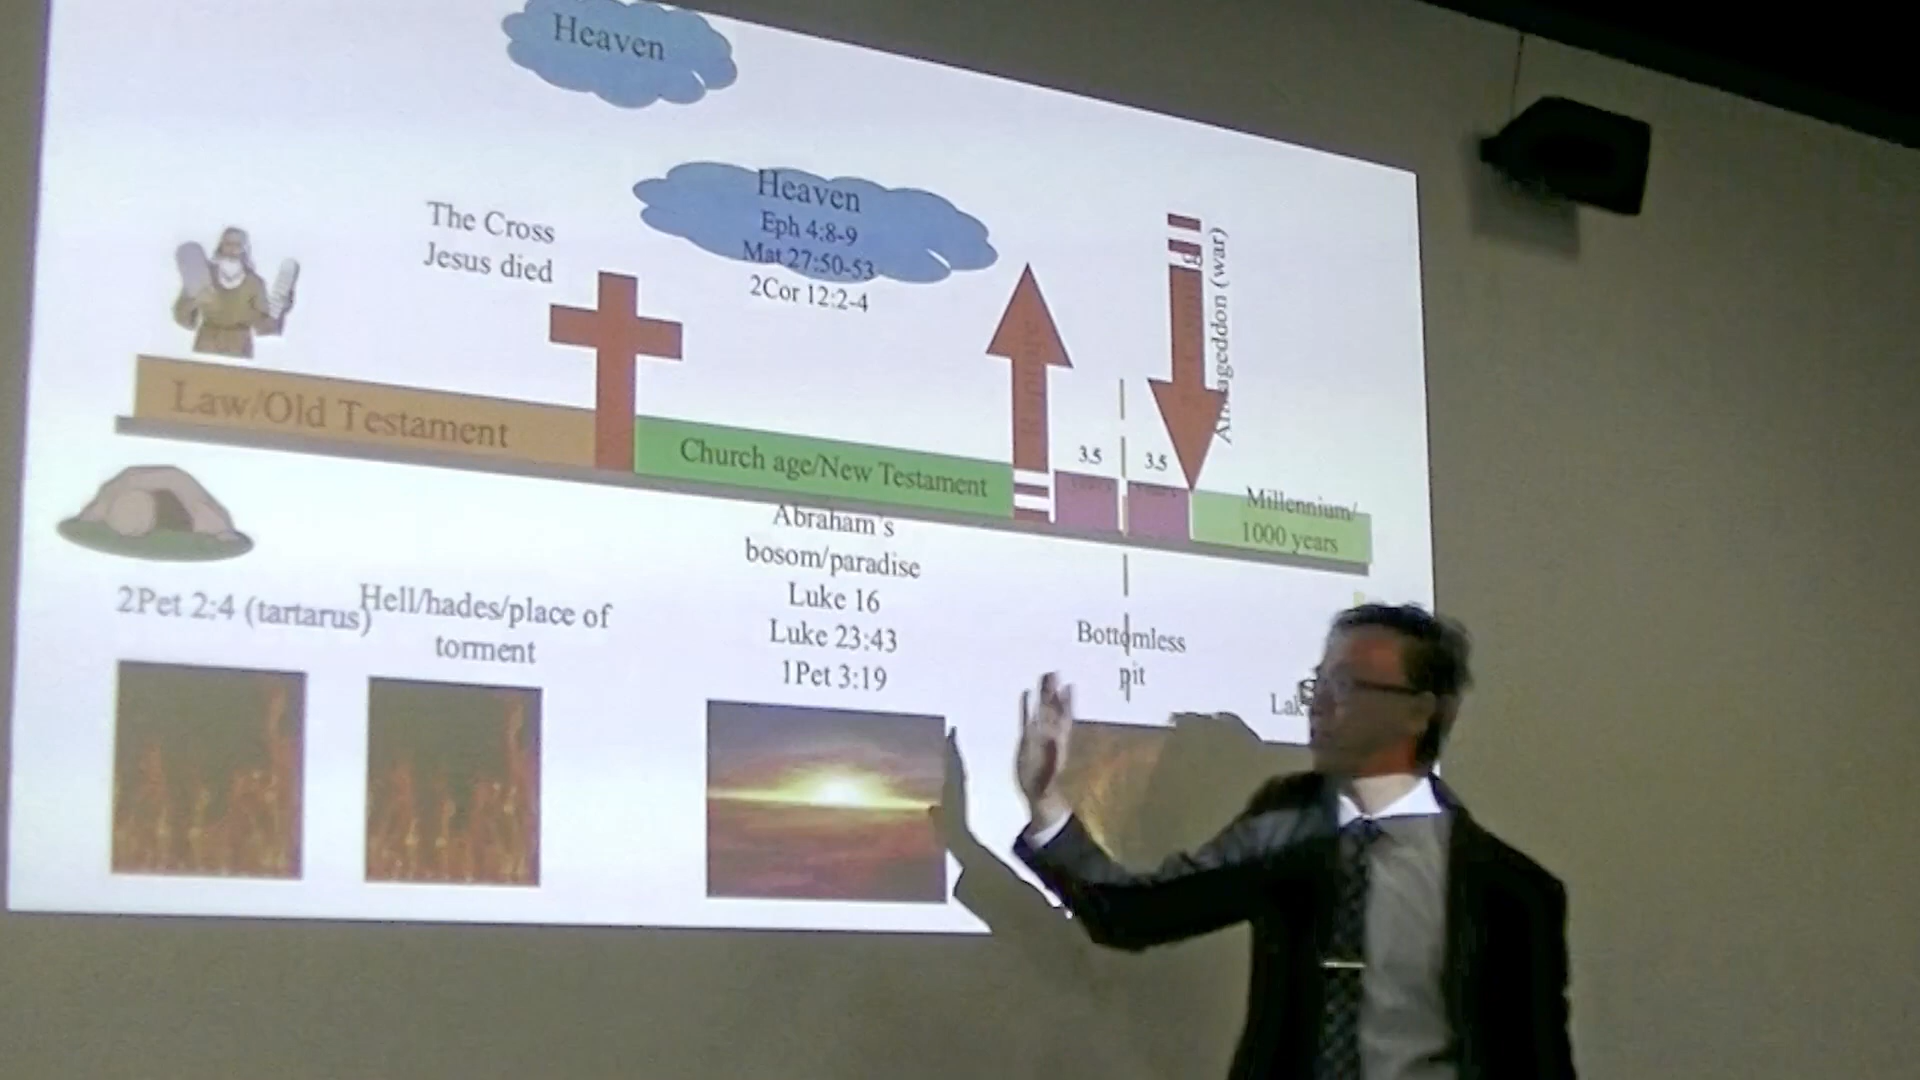 Heaven
Heaven
Eph 4:8-9
Mat 27:50-53
2Cor 12:2-4
The Cross
Jesus died
Rapture
Armageddon (war)
Law/Old Testament
Church age/New Testament
3.5
3.5
Millennium/
1000 years
2Pet 2:4 (tartarus)
Hell/hades/place of
torment
Abraham's
bosom/paradise
Luke 16
Luke 23:43
1Pet 3:19
Bottomless
pit